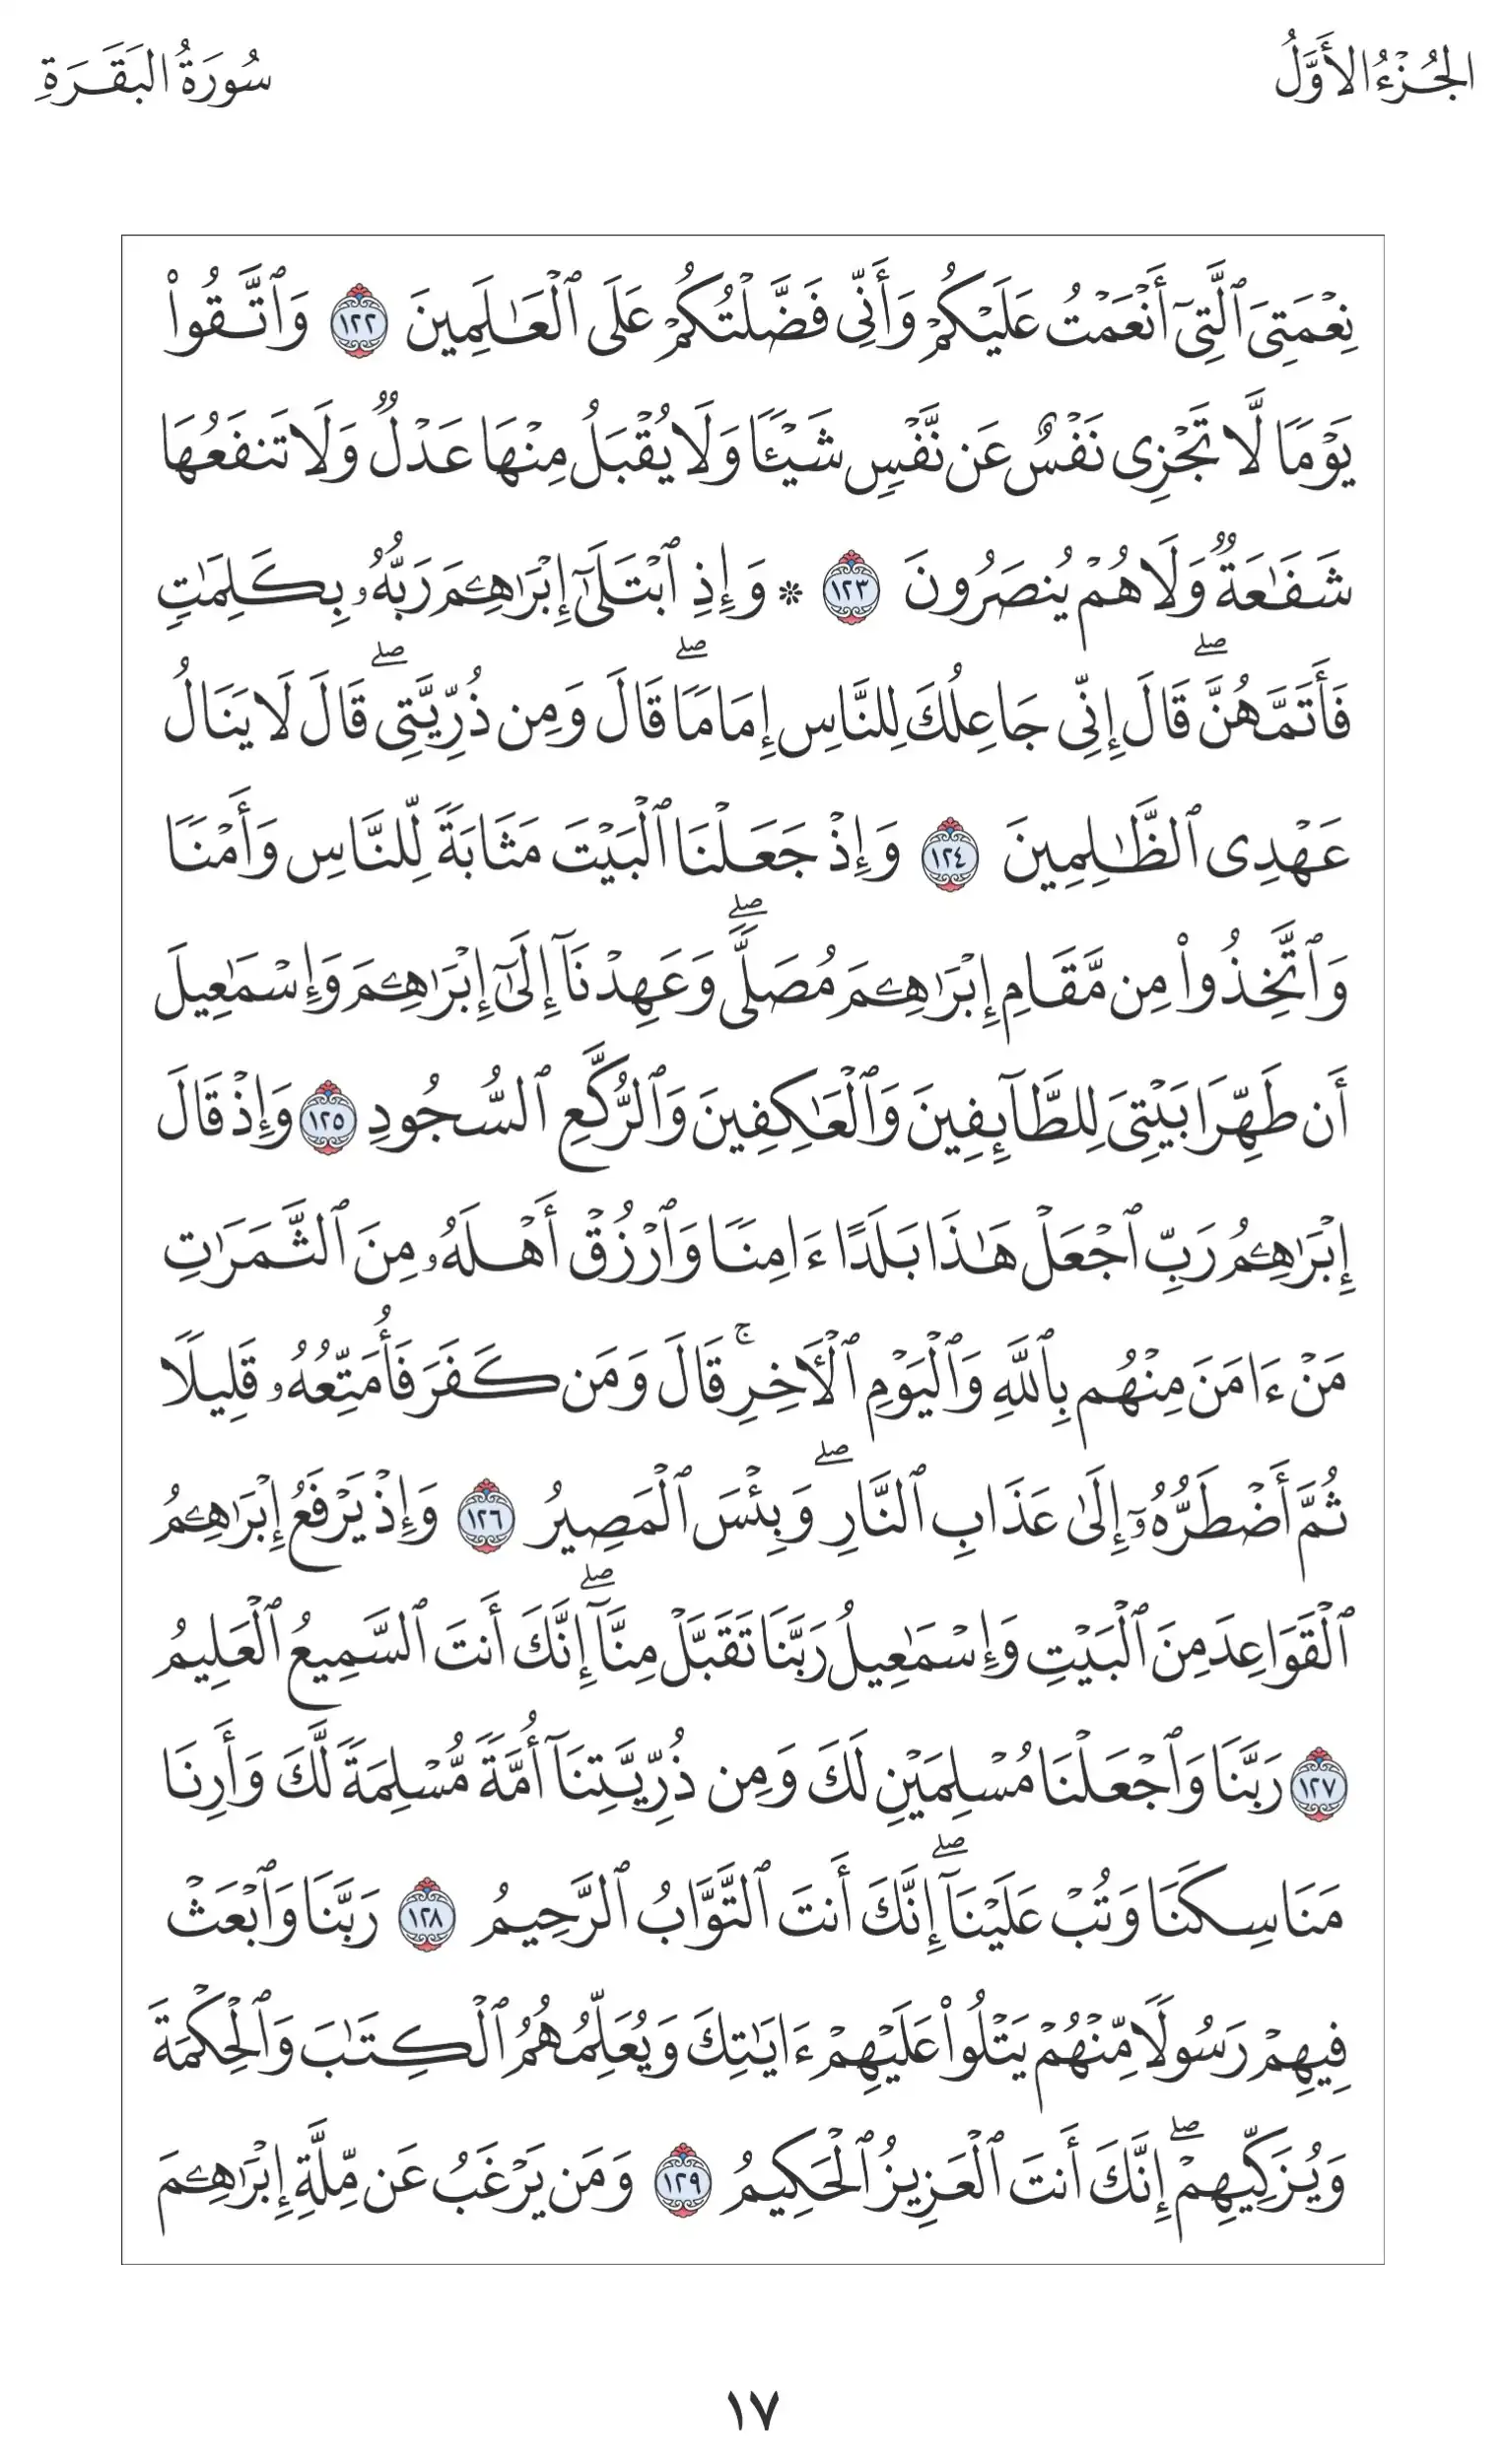 الجُزْءُ الأَوَّلُ
سُورَةُ البَقَرَةِ
نِعۡمَتِيَ ٱلَّتِيٓ أَنۡعَمۡتُ عَلَيۡكُمۡ وَأَنِّي فَضَّلۡتُكُمۡ عَلَى ٱلۡعَٰلَمِينَ ١٢٢ وَٱتَّقُواْ
يَوۡمٗا لَّا تَجۡزِي نَفۡسٌ عَن نَّفۡسٖ شَيۡـٔٗا وَلَا يُقۡبَلُ مِنۡهَا عَدۡلٞ وَلَا تَنفَعُهَا
شَفَٰعَةٞ وَلَا هُمۡ يُنصَرُونَ ١٢٣ * وَإِذِ ٱبۡتَلَىٰٓ إِبۡرَٰهِـۧمَ رَبُّهُۥ بِكَلِمَٰتٖ
فَأَتَمَّهُنَّۖ قَالَ إِنِّي جَاعِلُكَ لِلنَّاسِ إِمَامٗاۖ قَالَ وَمِن ذُرِّيَّتِيۖ قَالَ لَا يَنَالُ
عَهۡدِي ٱلظَّٰلِمِينَ ١٢٤ وَإِذۡ جَعَلۡنَا ٱلۡبَيۡتَ مَثَابَةٗ لِّلنَّاسِ وَأَمۡنٗا
وَٱتَّخِذُواْ مِن مَّقَامِ إِبۡرَٰهِـۧمَ مُصَلّٗىۖ وَعَهِدۡنَآ إِلَىٰٓ إِبۡرَٰهِـۧمَ وَإِسۡمَٰعِيلَ
أَن طَهِّرَا بَيۡتِيَ لِلطَّآئِفِينَ وَٱلۡعَٰكِفِينَ وَٱلرُّكَّعِ ٱلسُّجُودِ ١٢٥ وَإِذۡ قَالَ
إِبۡرَٰهِـۧمُ رَبِّ ٱجۡعَلۡ هَٰذَا بَلَدًا ءَامِنٗا وَٱرۡزُقۡ أَهۡلَهُۥ مِنَ ٱلثَّمَرَٰتِ
مَنۡ ءَامَنَ مِنۡهُم بِٱللَّهِ وَٱلۡيَوۡمِ ٱلۡأٓخِرِۚ قَالَ وَمَن كَفَرَ فَأُمَتِّعُهُۥ قَلِيلٗا
ثُمَّ أَضۡطَرُّهُۥٓ إِلَىٰ عَذَابِ ٱلنَّارِۖ وَبِئۡسَ ٱلۡمَصِيرُ ١٢٦ وَإِذۡ يَرۡفَعُ إِبۡرَٰهِـۧمُ
ٱلۡقَوَاعِدَ مِنَ ٱلۡبَيۡتِ وَإِسۡمَٰعِيلُ رَبَّنَا تَقَبَّلۡ مِنَّآۖ إِنَّكَ أَنتَ ٱلسَّمِيعُ ٱلۡعَلِيمُ
١٢٧ رَبَّنَا وَٱجۡعَلۡنَا مُسۡلِمَيۡنِ لَكَ وَمِن ذُرِّيَّتِنَآ أُمَّةٗ مُّسۡلِمَةٗ لَّكَ وَأَرِنَا
مَنَاسِكَنَا وَتُبۡ عَلَيۡنَآۖ إِنَّكَ أَنتَ ٱلتَّوَّابُ ٱلرَّحِيمُ ١٢٨ رَبَّنَا وَٱبۡعَثۡ
فِيهِمۡ رَسُولٗا مِّنۡهُمۡ يَتۡلُواْ عَلَيۡهِمۡ ءَايَٰتِكَ وَيُعَلِّمُهُمُ ٱلۡكِتَٰبَ وَٱلۡحِكۡمَةَ
وَيُزَكِّيهِمۡۖ إِنَّكَ أَنتَ ٱلۡعَزِيزُ ٱلۡحَكِيمُ ١٢٩ وَمَن يَرۡغَبُ عَن مِّلَّةِ إِبۡرَٰهِـۧمَ
١٧